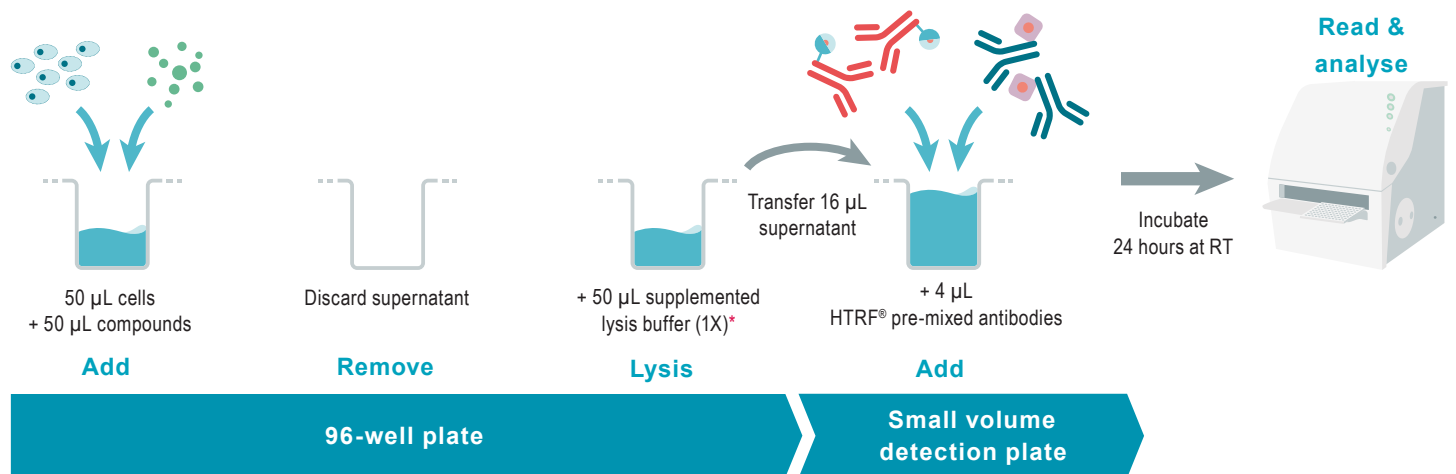 Read &
analyse
Transfer 16 µL
supernatant
Incubate
24 hours at RT
50 µL cells
+ 50 µL compounds
Discard supernatant
+ 50 µL supplemented
lysis buffer (1X)*
+ 4 µL
HTRF® pre-mixed antibodies
Add
Remove
Lysis
Add
96-well plate
Small volume
detection plate